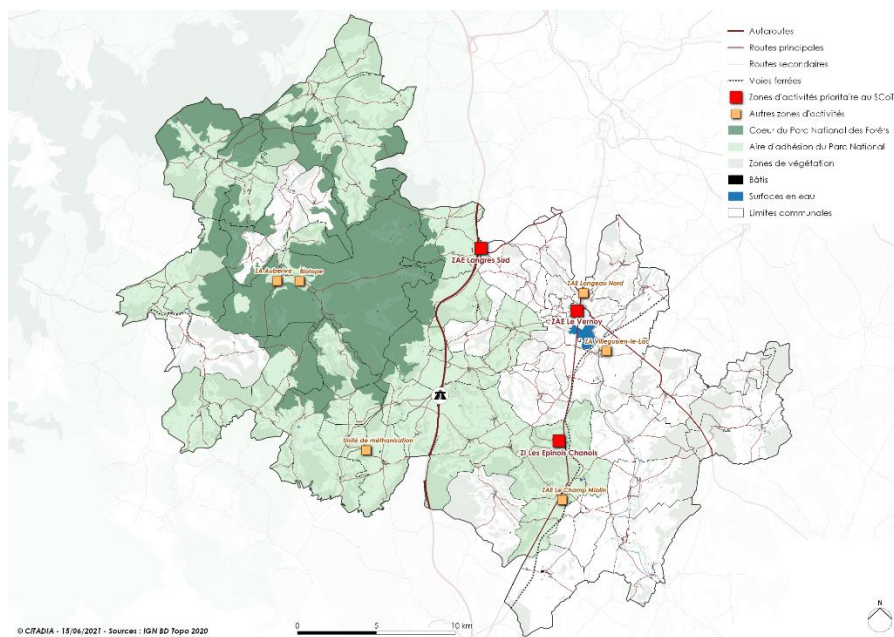 Autoroutes
Routes principales
Routes secondaires
Voies ferrées
Zones d'activités prioritaire au SCoT
Autres zones d'activités
Coeur du Parc National des Forêts
Aire d'adhésion du Parc National
Zones de végétation
Bâtis
Surfaces en eau
Limites communales
ZAE Langres Sud
ZA Auberive
Biotope
ZAE Longeau Nord
ZAE Le Vernoy
ZA Villegusien-le-Lac
ZI Les Epinois Chanois
Unité de méthanisation
ZAE Le Champ Miolin
N
© CITADIA - 15/06/2021 - Sources : IGN BD Topo 2020
0 5 10 km